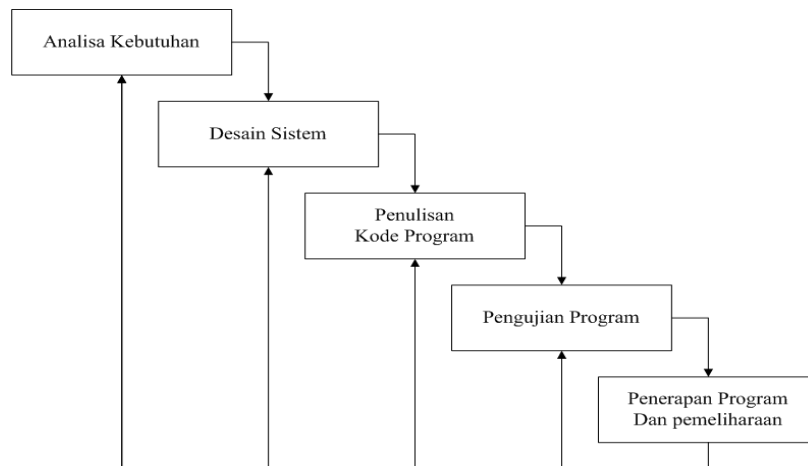 Analisa Kebutuhan
Desain Sistem
Penulisan
Kode Program
Pengujian Program
Penerapan Program
Dan pemeliharaan